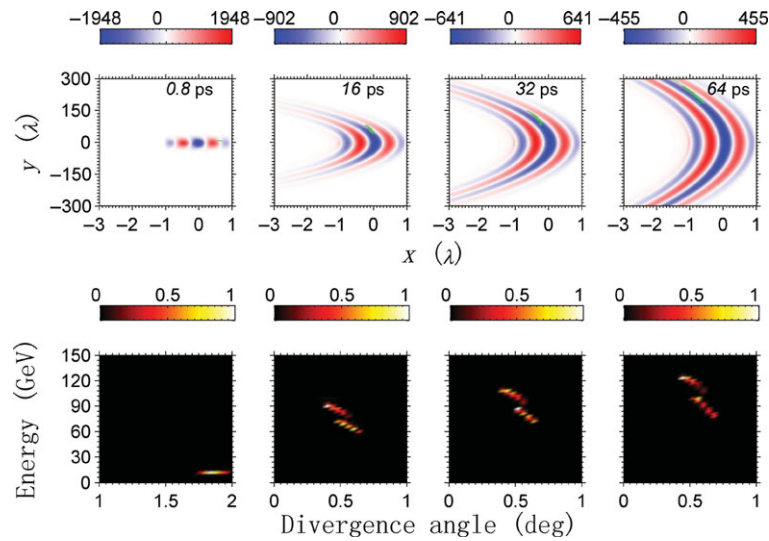 −1948 0 1948 −902 0 902 −641 0 641 −455 0 455
300 0.8 ps 16 ps 32 ps 64 ps
150
y (λ) 0
−150
−300
−3 −2 −1 0 1 −3 −2 −1 0 1 −3 −2 −1 0 1 −3 −2 −1 0 1
x (λ)
0 0.5 1 0 0.5 1 0 0.5 1 0 0.5 1
150
120
90
Energy (GeV) 60
30
0
1 1.5 2 0 0.5 1 0 0.5 1 0 0.5 1
Divergence angle (deg)